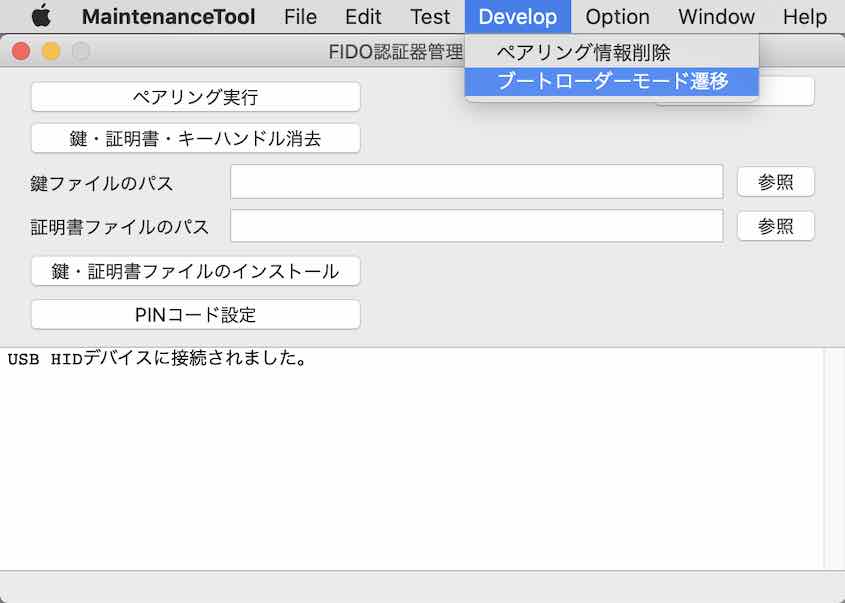 MaintenanceTool File Edit Test Develop Option Window Help
FIDO認証器管理
ペアリング情報削除
ブートローダーモード遷移
ペアリング実行
鍵・証明書・キーハンドル消去
鍵ファイルのパス 参照
証明書ファイルのパス 参照
鍵・証明書ファイルのインストール
PINコード設定
USB HIDデバイスに接続されました。